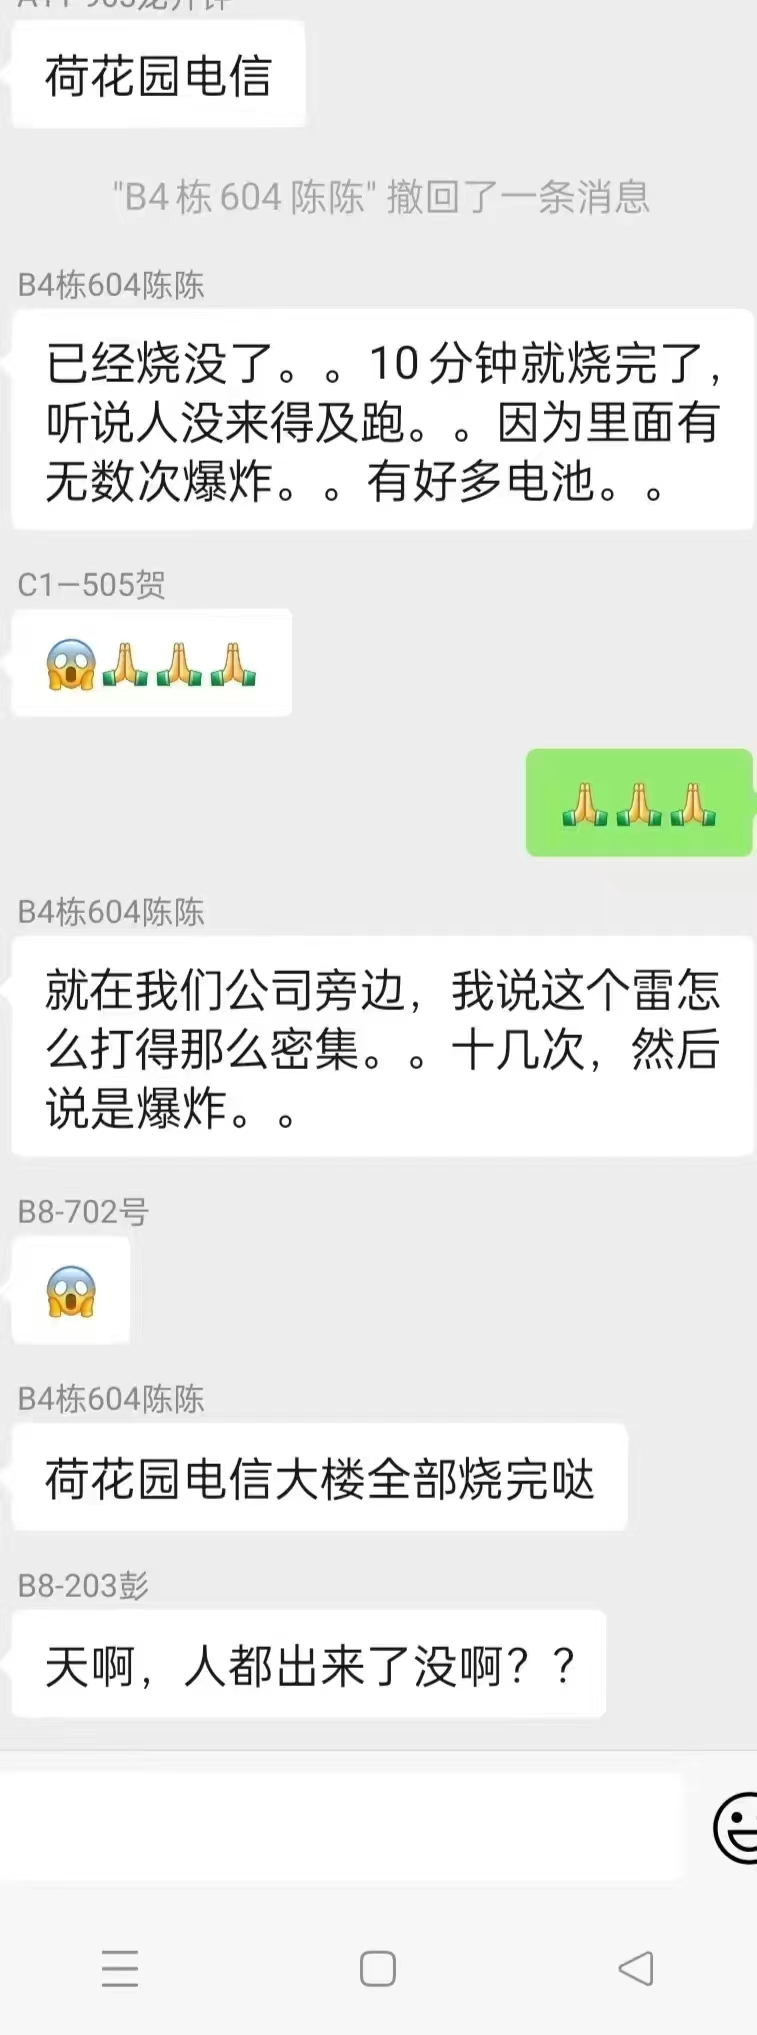 荷花园电信
"B4栋604陈陈"撤回了一条消息
B4栋604陈陈
已经烧没了。。10分钟就烧完了,
听说人没来得及跑。。因为里面有
无数次爆炸。。有好多电池。。
C1—505贺
B4栋604陈陈
就在我们公司旁边，我说这个雷怎
么打得那么密集。。十几次，然后
说是爆炸。。
B8-702号
B4栋604陈陈
荷花园电信大楼全部烧完哒
B8-203彭
天啊，人都出来了没啊？？